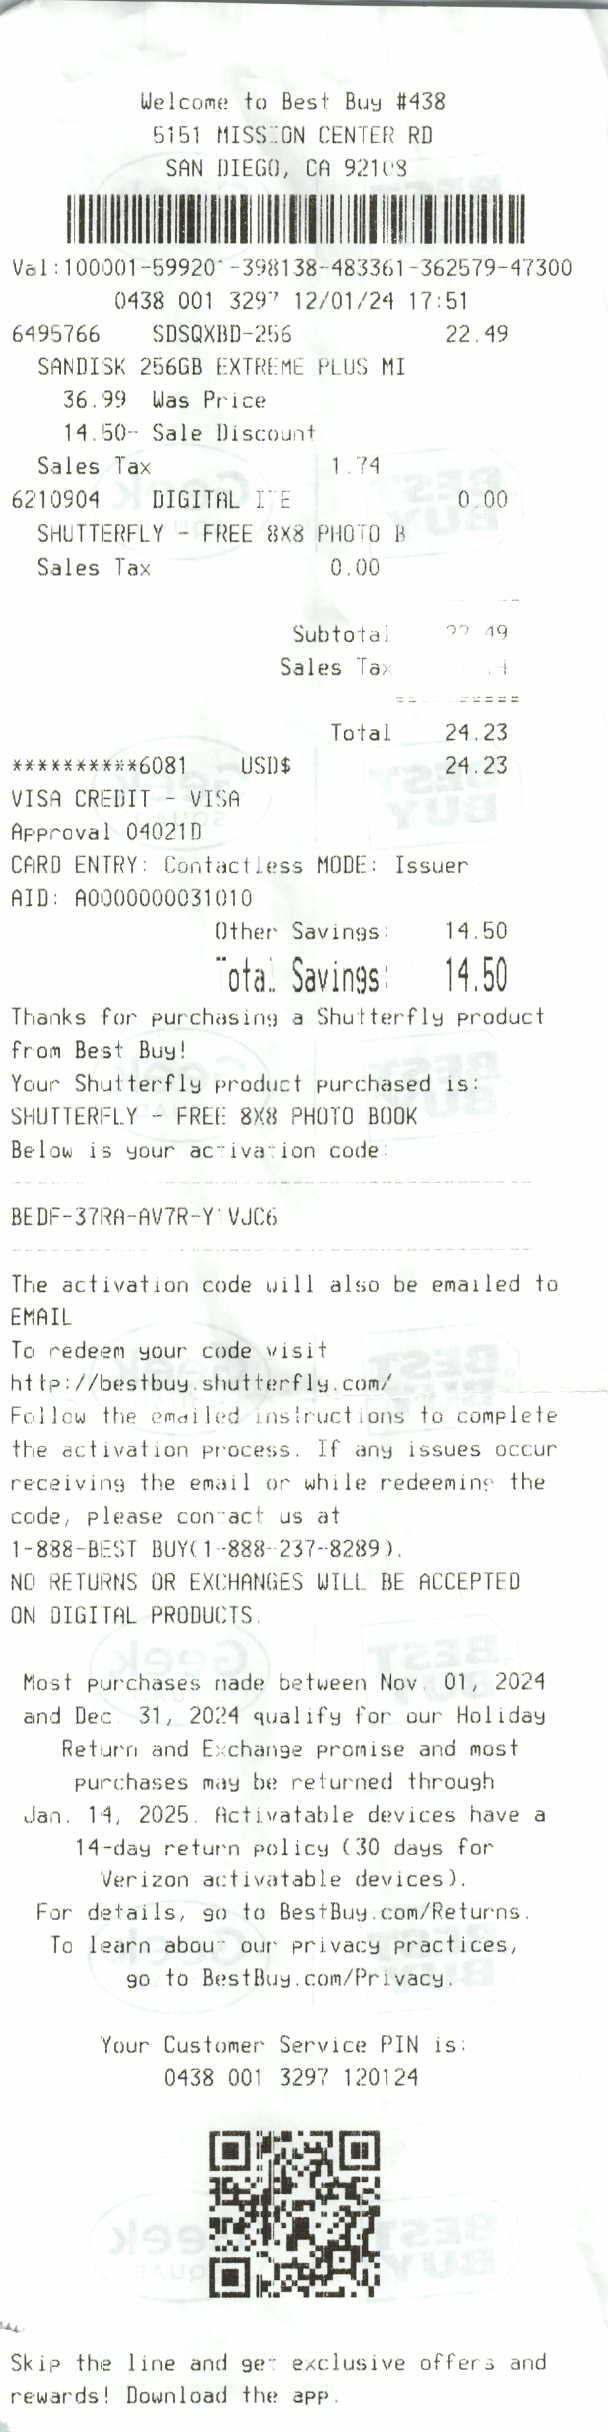 Welcome to Best Buy #438
5151 MISSION CENTER RD
SAN DIEGO, CA 92108
Val:100001-599201-398138-483361-362579-47300
0438 001 3297 12/01/24 17:51
6495766 SDSQXBD-256 22.49
SANDISK 256GB EXTREME PLUS MI
36.99 Was Price
14.50- Sale Discount
Sales Tax 1.74
6210904 DIGITAL ITE 0.00
SHUTTERFLY - FREE 8X8 PHOTO B
Sales Tax 0.00
Subtotal 22.49
Sales Tax
Total 24.23
**********6081 USD$ 24.23
VISA CREDIT - VISA
Approval 04021D
CARD ENTRY: Contactless MODE: Issuer
AID: A0000000031010
Other Savings: 14.50
Total Savings: 14.50
Thanks for purchasing a Shutterfly product
from Best Buy!
Your Shutterfly product purchased is:
SHUTTERFLY - FREE 8X8 PHOTO BOOK
Below is your activation code:
The activation code will also be emailed to
EMAIL
To redeem your code visit
http://bestbuy.shutterfly.com/
Follow the emailed instructions to complete
the activation process. If any issues occur
receiving the email or while redeeming the
code, please contact us at
1-888-BEST BUY(1-888-237-8289).
NO RETURNS OR EXCHANGES WILL BE ACCEPTED
ON DIGITAL PRODUCTS.
Most purchases made between Nov. 01, 2024
and Dec. 31, 2024 qualify for our Holiday
Return and Exchange promise and most
purchases may be returned through
Jan. 14, 2025. Activatable devices have a
14-day return policy (30 days for
Verizon activatable devices).
For details, go to BestBuy.com/Returns.
To learn about our privacy practices,
go to BestBuy.com/Privacy.
Your Customer Service PIN is:
0438 001 3297 120124
Skip the line and get exclusive offers and
rewards! Download the app.